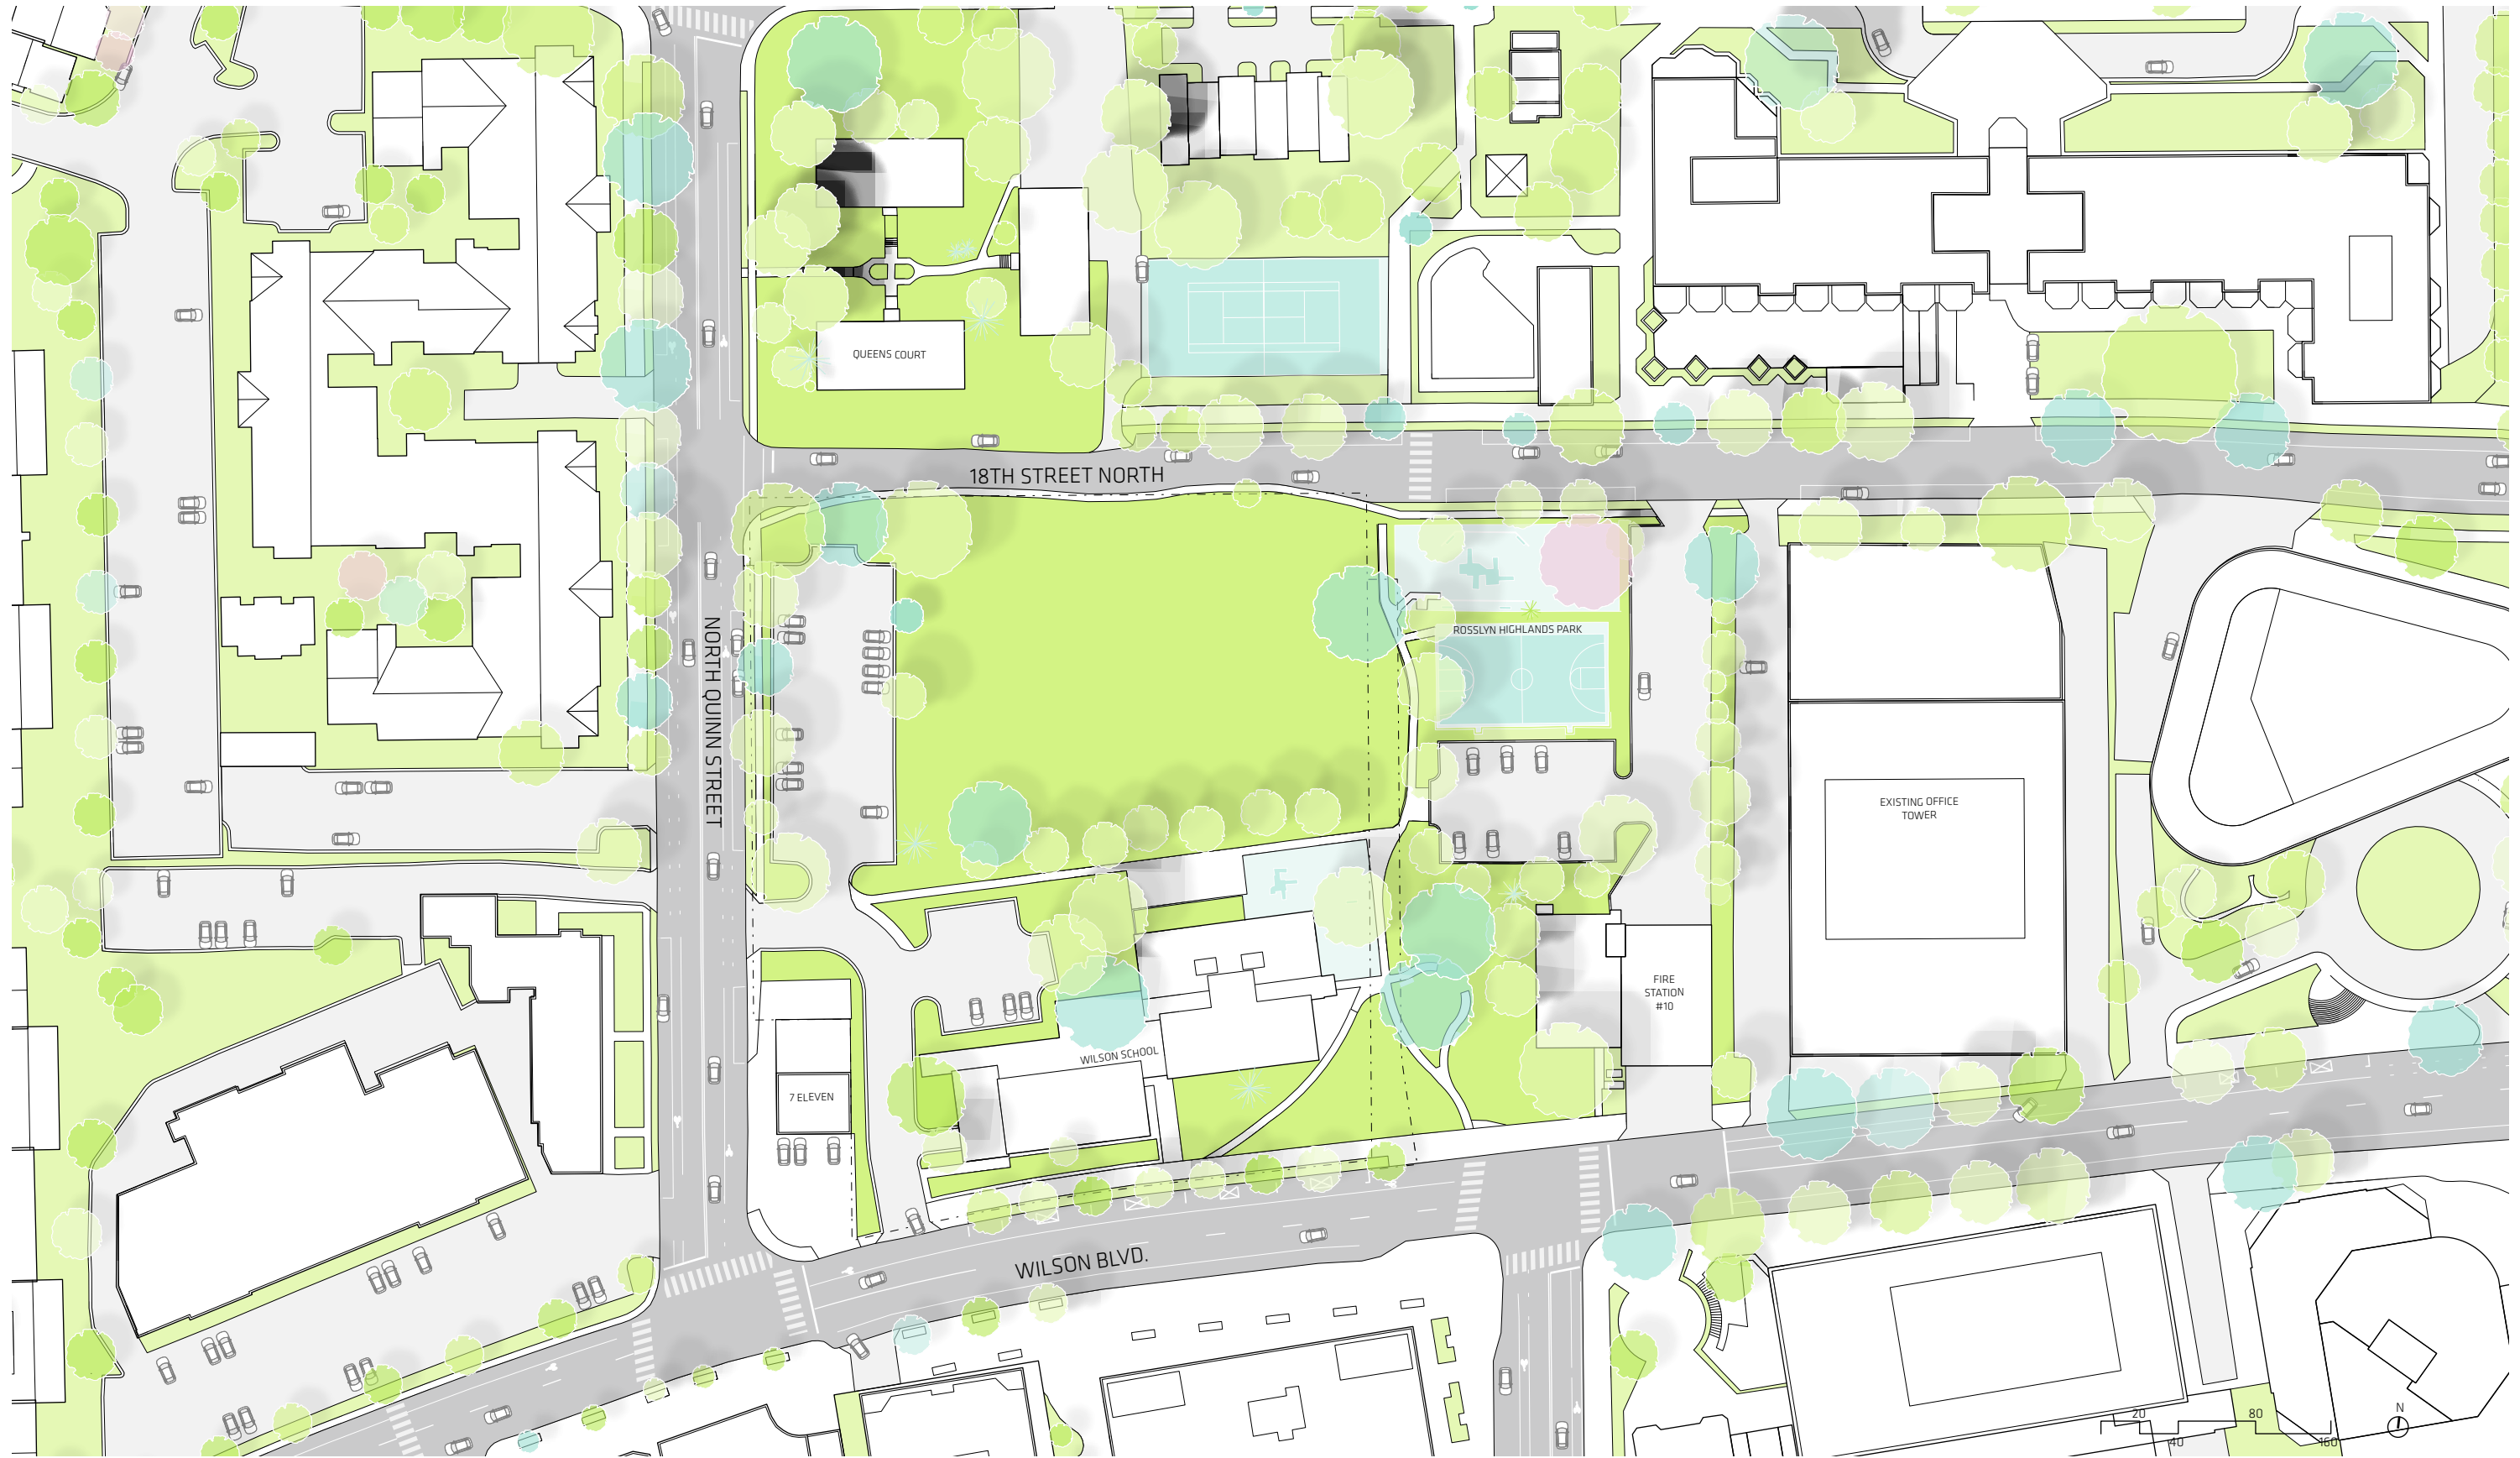 QUEENS COURT
18TH STREET NORTH
NORTH QUINN STREET
ROSSLYN HIGHLANDS PARK
EXISTING OFFICE
TOWER
FIRE
STATION
#10
WILSON SCHOOL
7 ELEVEN
WILSON BLVD.
N
20
80
40
160